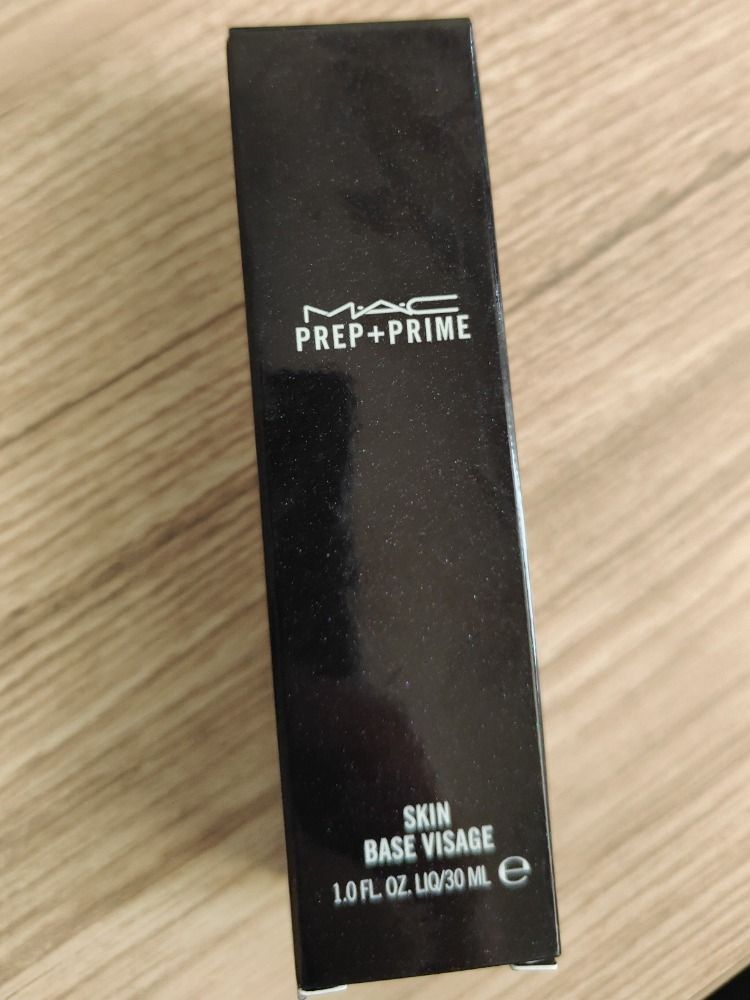 M·A·C
PREP+PRIME
SKIN
BASE VISAGE
1.0 FL. OZ. LIQ/30 ML ℮